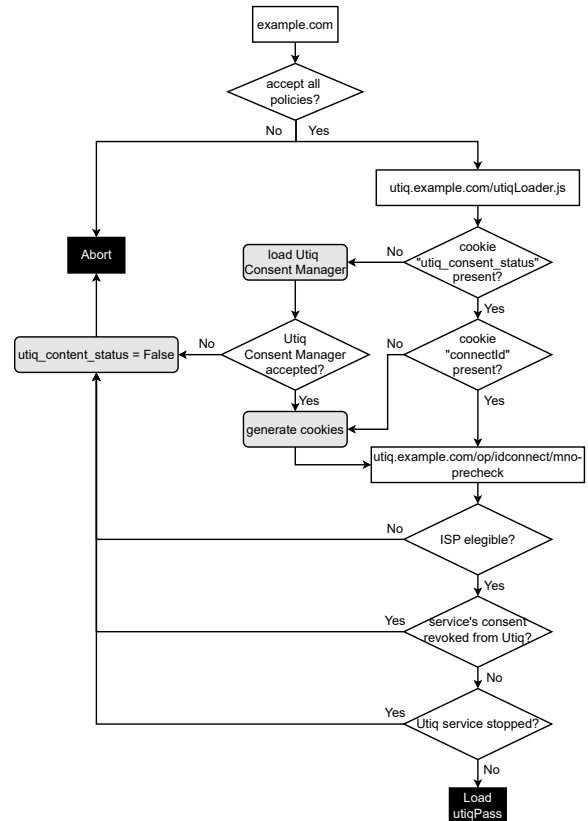 example.com
accept all
policies?
No
Yes
utiq.example.com/utiqLoader.js
Abort
load Utiq
Consent Manager
No
cookie
"utiq_consent_status"
present?
Yes
utiq_content_status = False
No
Utiq
Consent Manager
accepted?
No
cookie
"connectId"
present?
Yes
Yes
generate cookies
utiq.example.com/op/idconnect/mno-
precheck
No
ISP elegible?
Yes
Yes
service's consent
revoked from Utiq?
No
Yes
Utiq service stopped?
No
Load
utiqPass